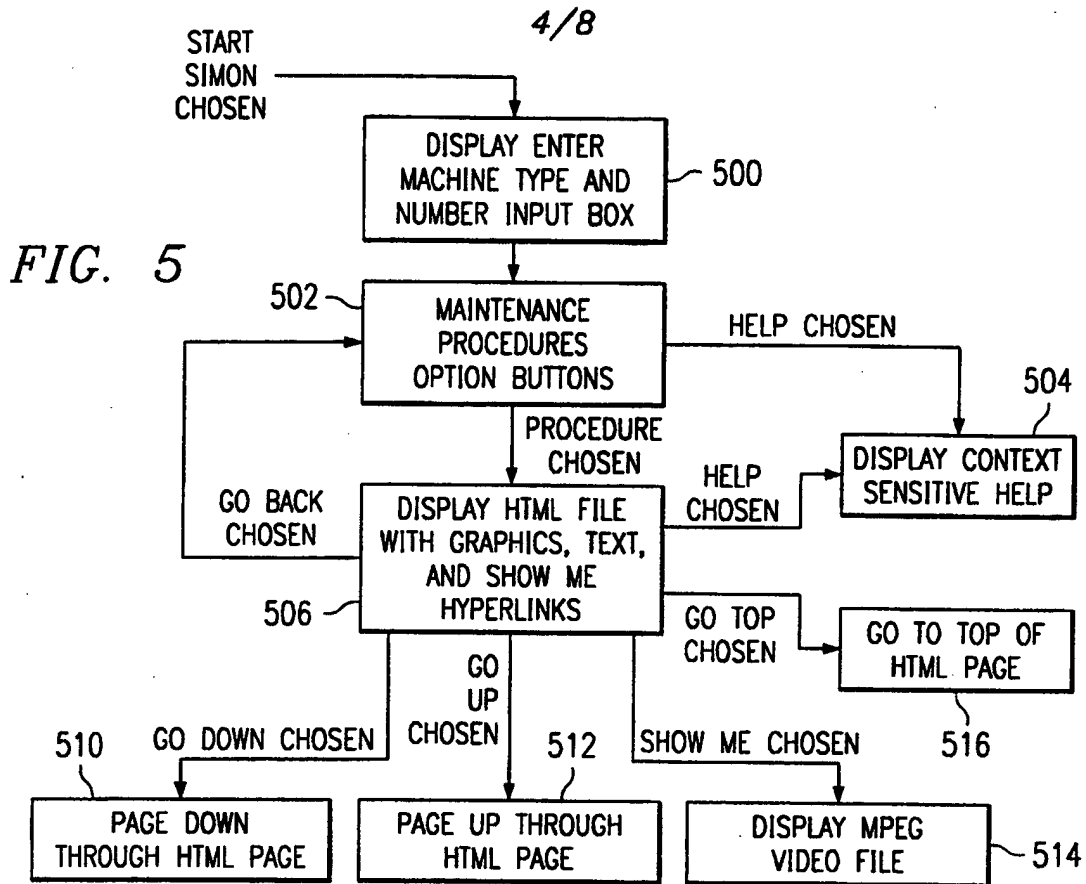 4/8
START
SIMON
CHOSEN
DISPLAY ENTER
MACHINE TYPE AND
NUMBER INPUT BOX
500
FIG. 5
502
MAINTENANCE
PROCEDURES
OPTION BUTTONS
HELP CHOSEN
504
PROCEDURE
CHOSEN
DISPLAY CONTEXT
SENSITIVE HELP
HELP
CHOSEN
GO BACK
CHOSEN
DISPLAY HTML FILE
WITH GRAPHICS, TEXT,
AND SHOW ME
HYPERLINKS
506
GO TOP
CHOSEN
GO TO TOP OF
HTML PAGE
516
GO
UP
CHOSEN
510
GO DOWN CHOSEN
512
SHOW ME CHOSEN
PAGE DOWN
THROUGH HTML PAGE
PAGE UP THROUGH
HTML PAGE
DISPLAY MPEG
VIDEO FILE
514